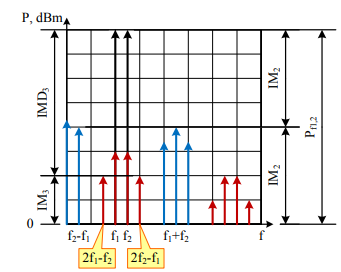 P, dBm
IMD3
IM3
IM2
IM2
Pf1,2
0
f2-f1
f1 f2
f1+f2
f
2f1-f2
2f2-f1